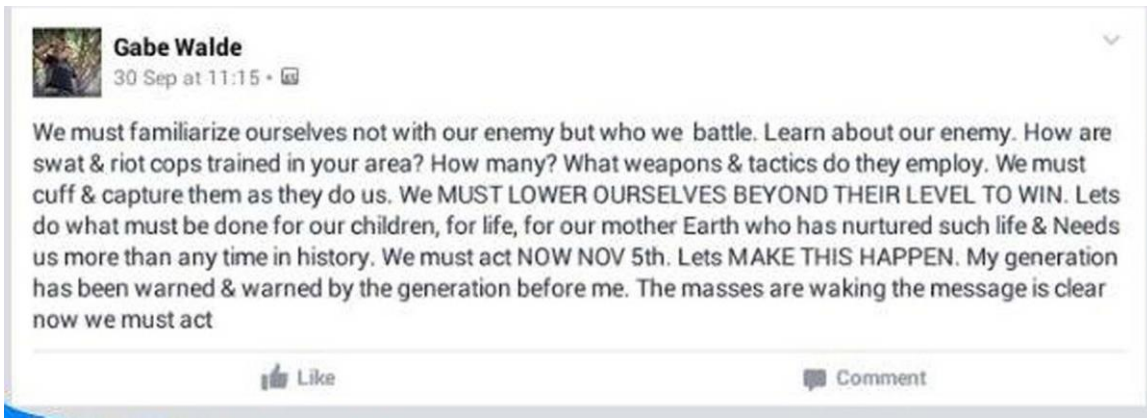 Gabe Walde
30 Sep at 11:15 •
We must familiarize ourselves not with our enemy but who we battle. Learn about our enemy. How are
swat & riot cops trained in your area? How many? What weapons & tactics do they employ. We must
cuff & capture them as they do us. We MUST LOWER OURSELVES BEYOND THEIR LEVEL TO WIN. Lets
do what must be done for our children, for life, for our mother Earth who has nurtured such life & Needs
us more than any time in history. We must act NOW NOV 5th. Lets MAKE THIS HAPPEN. My generation
has been warned & warned by the generation before me. The masses are waking the message is clear
now we must act
Like Comment